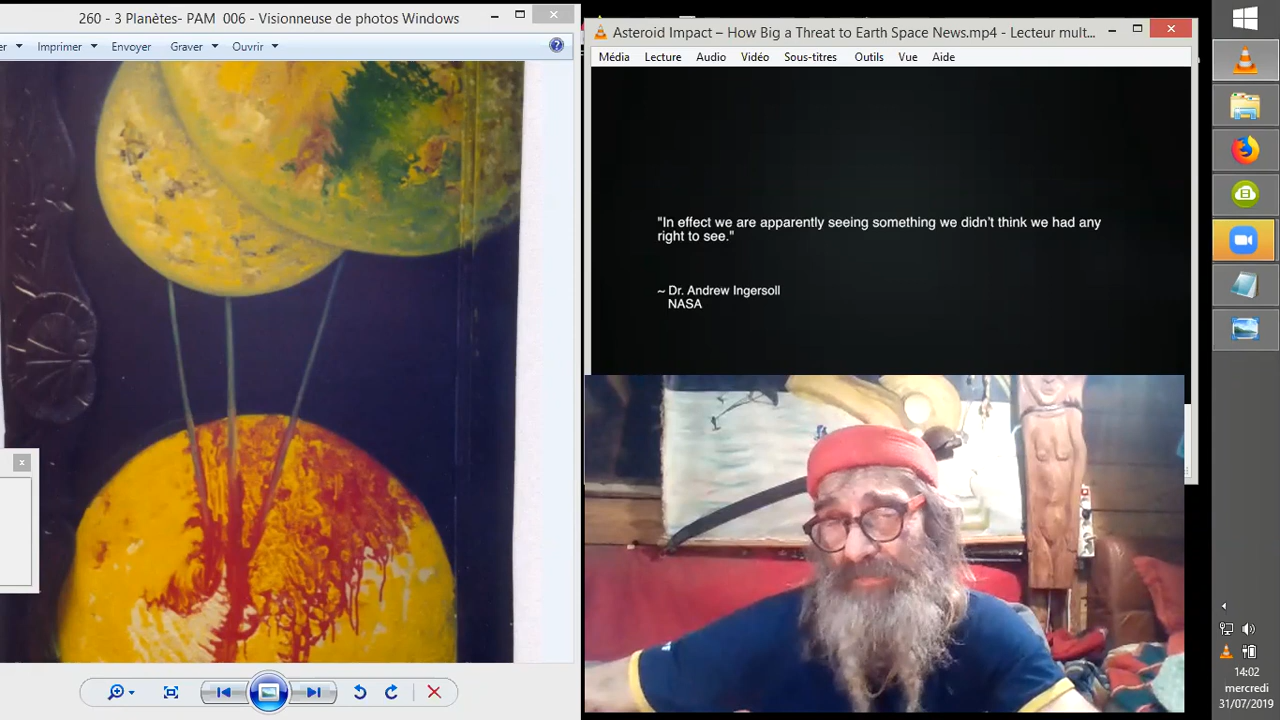 260 - 3 Planètes- PAM 006 - Visionneuse de photos Windows
Imprimer
Envoyer
Graver
Ouvrir
Asteroid Impact – How Big a Threat to Earth Space News.mp4 - Lecteur mult...
Média Lecture Audio Vidéo Sous-titres Outils Vue Aide
"In effect we are apparently seeing something we didn't think we had any
right to see."
~ Dr. Andrew Ingersoll
NASA
14:02
mercredi
31/07/2019